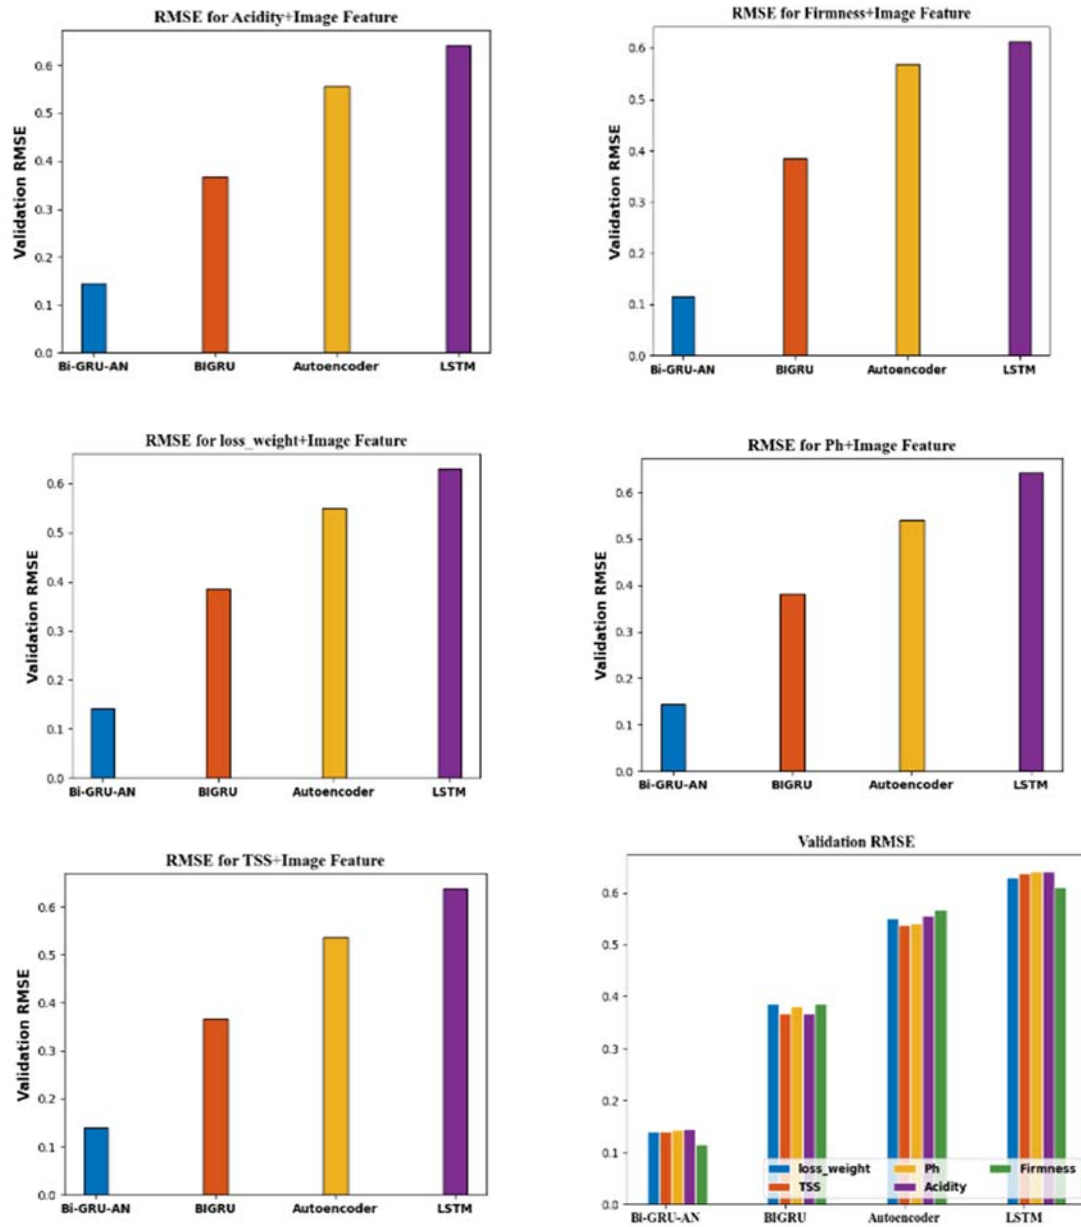 RMSE for Acidity+Image Feature
Validation RMSE
0.6
0.5
0.4
0.3
0.2
0.1
0.0
Bi-GRU-AN BIGRU Autoencoder LSTM
RMSE for Firmness+Image Feature
Validation RMSE
0.6
0.5
0.4
0.3
0.2
0.1
0.0
Bi-GRU-AN BIGRU Autoencoder LSTM
RMSE for loss_weight+Image Feature
Validation RMSE
0.6
0.5
0.4
0.3
0.2
0.1
0.0
Bi-GRU-AN BIGRU Autoencoder LSTM
RMSE for Ph+Image Feature
Validation RMSE
0.6
0.5
0.4
0.3
0.2
0.1
0.0
Bi-GRU-AN BIGRU Autoencoder LSTM
RMSE for TSS+Image Feature
Validation RMSE
0.6
0.5
0.4
0.3
0.2
0.1
0.0
Bi-GRU-AN BIGRU Autoencoder LSTM
Validation RMSE
0.6
0.5
0.4
0.3
0.2
0.1
0.0
loss_weight Ph Firmness
TSS Acidity
Bi-GRU-AN BIGRU Autoencoder LSTM